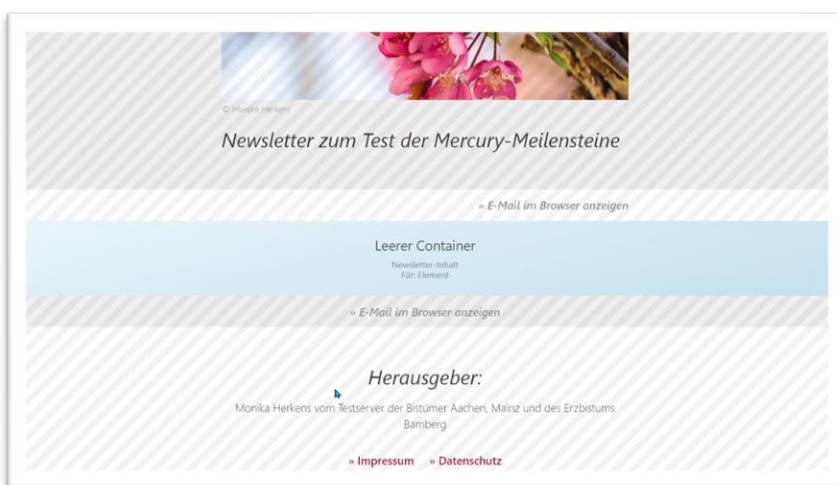 © Monika Herkens
Newsletter zum Test der Mercury-Meilensteine
» E-Mail im Browser anzeigen
Leerer Container
Newsletter-Inhalt
Für: Element
» E-Mail im Browser anzeigen
Herausgeber:
Monika Herkens vom Testserver der Bistümer Aachen, Mainz und des Erzbistums
Bamberg
» Impressum » Datenschutz